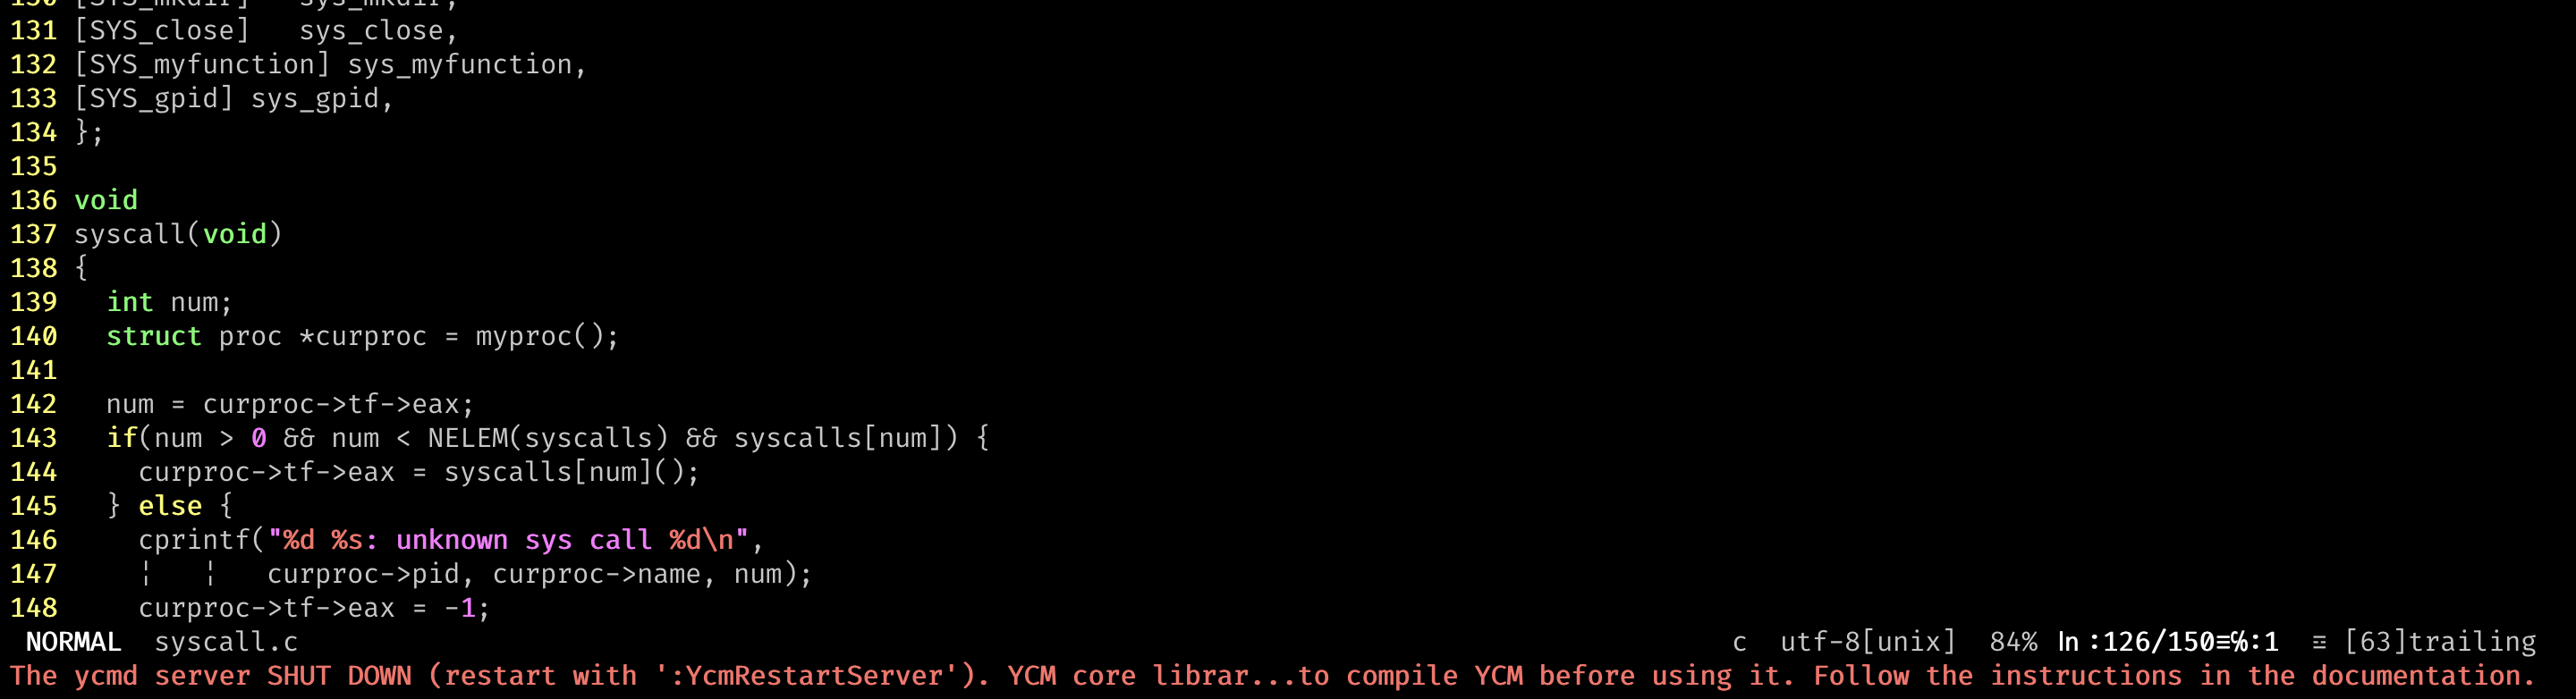 130 [SYS_mkdir]   sys_mkdir,
131 [SYS_close]   sys_close,
132 [SYS_myfunction] sys_myfunction,
133 [SYS_gpid] sys_gpid,
134 };
135
136 void
137 syscall(void)
138 {
139   int num;
140   struct proc *curproc = myproc();
141
142   num = curproc->tf->eax;
143   if(num > 0 && num < NELEM(syscalls) && syscalls[num]) {
144     curproc->tf->eax = syscalls[num]();
145   } else {
146     cprintf("%d %s: unknown sys call %d\n",
147     ¦   ¦   curproc->pid, curproc->name, num);
148     curproc->tf->eax = -1;
NORMAL  syscall.c  c  utf-8[unix]  84% ln :126/150≡℅:1  ☲ [63]trailing
The ycmd server SHUT DOWN (restart with ':YcmRestartServer'). YCM core librar...to compile YCM before using it. Follow the instructions in the documentation.